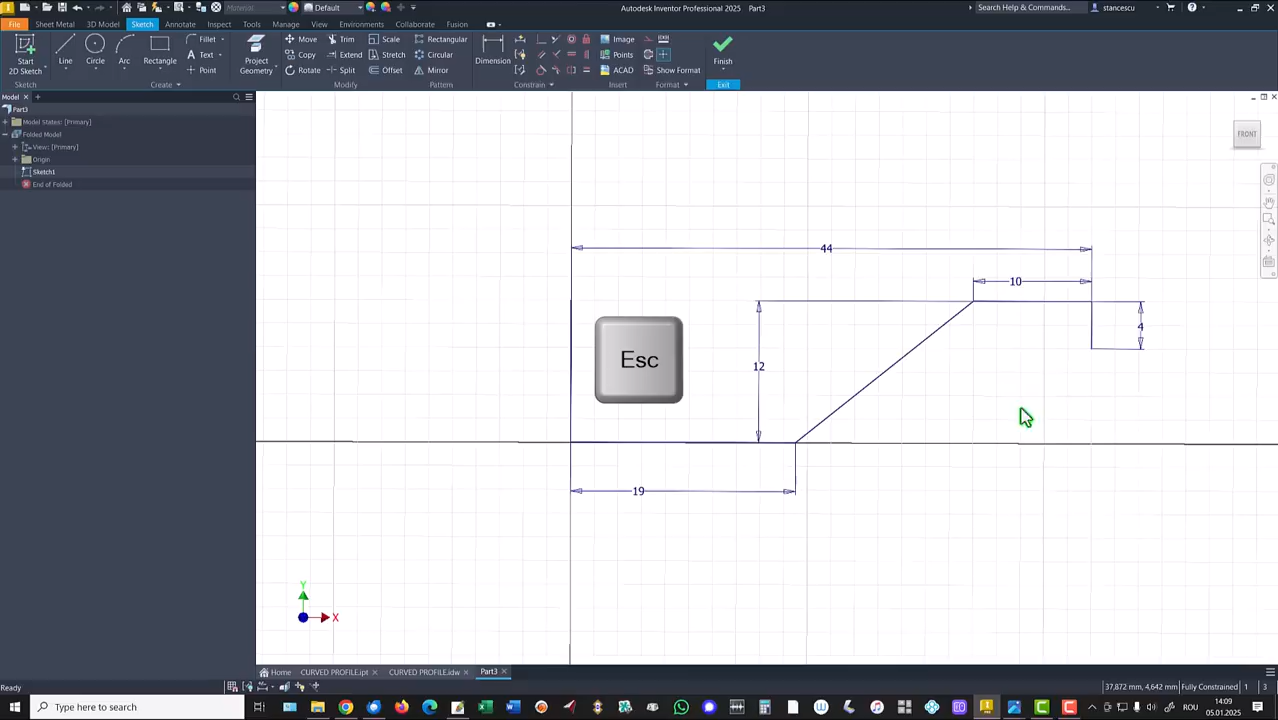 Material
Default
Autodesk Inventor Professional 2025 Part3
Search Help & Commands...
stancescu
File Sheet Metal 3D Model Sketch Annotate Inspect Tools Manage View Environments Get Started Collaborate Fusion
Start
2D Sketch
Line
Circle
Arc
Rectangle
Fillet
Text
Point
Project
Geometry
Move
Copy
Rotate
Trim
Extend
Split
Scale
Stretch
Offset
Rectangular
Circular
Mirror
Dimension
Image
Points
ACAD
Show Format
Finish
Sketch
Create
Modify
Pattern
Constrain
Insert
Format
Exit
Model
Part3
Model States: [Primary]
Folded Model
View: [Primary]
Origin
Sketch1
End of Folded
FRONT
44
10
4
12
Esc
19
Y
X
Home CURVED PROFILE.ipt CURVED PROFILE.idw Part3
Ready
37,872 mm, 4,642 mm Fully Constrained 1 3
Type here to search
ROU
14:09
05.01.2025